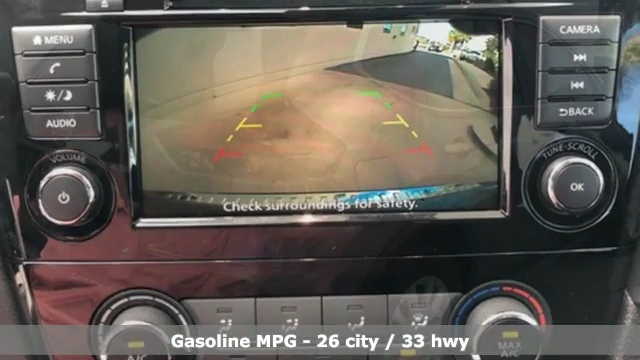 MENU
CAMERA
AUDIO
BACK
VOLUME
TUNE-SCROLL
OK
Check surroundings for safety.
Gasoline MPG - 26 city / 33 hwy
A/C
MAX
A/C